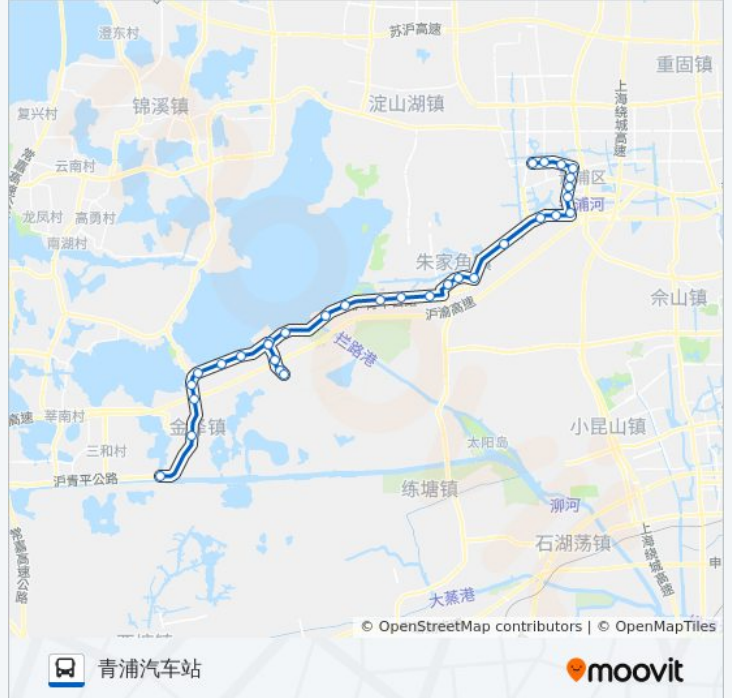 苏沪高速
澄东村
重固镇
锦溪镇
淀山湖镇
复兴村
上海绕城高速
云南村
浦区
龙凤村
高勇村
浦河
南湖村
朱家角
佘山镇
沪渝高速
拦路港
莘南村
高速
金泽镇
小昆山镇
三和村
太阳岛
沪青平公路
练塘镇
泖河
石湖荡镇
上海绕城高速
申
大蒸港
© OpenStreetMap contributors | © OpenMapTiles
青浦汽车站
moovit